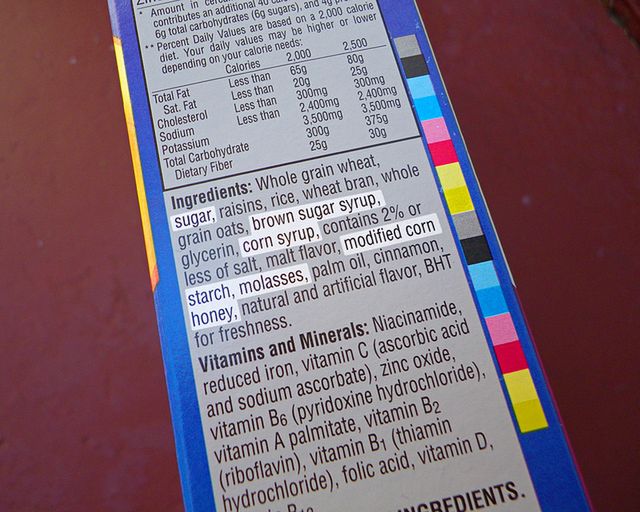 * Amount in
contributes an additional 40
6g total carbohydrates (6g sugars), and 4g
** Percent Daily Values are based on a 2,000 calorie
diet. Your daily values may be higher or lower
depending on your calorie needs:
Calories 2,000 2,500
Total Fat Less than 65g 80g
Sat. Fat Less than 20g 25g
Cholesterol Less than 300mg 300mg
Sodium Less than 2,400mg 2,400mg
Potassium 3,500mg 3,500mg
Total Carbohydrate 300g 375g
Dietary Fiber 25g 30g
Ingredients: Whole grain wheat,
sugar, raisins, rice, wheat bran, whole
grain oats, brown sugar syrup,
glycerin, corn syrup, contains 2% or
less of salt, malt flavor, modified corn
starch, molasses, palm oil, cinnamon,
honey, natural and artificial flavor, BHT
for freshness.
Vitamins and Minerals: Niacinamide,
reduced iron, vitamin C (ascorbic acid
and sodium ascorbate), zinc oxide,
vitamin B6 (pyridoxine hydrochloride),
vitamin A palmitate, vitamin B2
(riboflavin), vitamin B1 (thiamin
hydrochloride), folic acid, vitamin D,
INGREDIENTS.